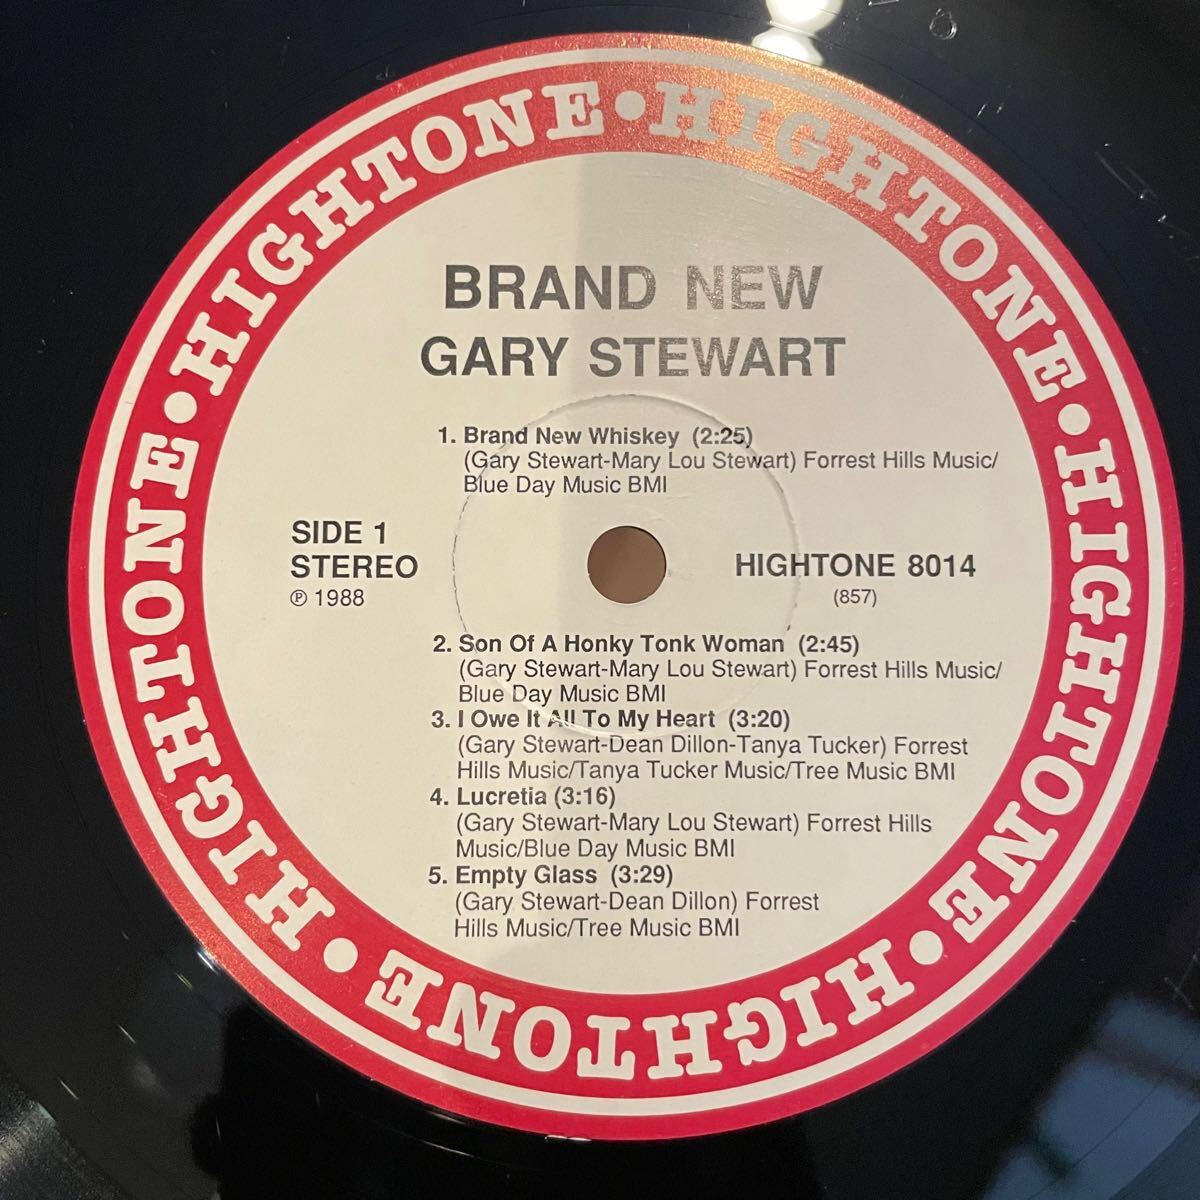 HIGHTONE • HIGHTONE • HIGHTONE • HIGHTONE • HIGHTONE • HIGHTONE • HIGHTONE •
BRAND NEW
GARY STEWART
1. Brand New Whiskey (2:25)
(Gary Stewart-Mary Lou Stewart) Forrest Hills Music/
Blue Day Music BMI
SIDE 1
STEREO
℗ 1988
HIGHTONE 8014
(857)
2. Son Of A Honky Tonk Woman (2:45)
(Gary Stewart-Mary Lou Stewart) Forrest Hills Music/
Blue Day Music BMI
3. I Owe It All To My Heart (3:20)
(Gary Stewart-Dean Dillon-Tanya Tucker) Forrest
Hills Music/Tanya Tucker Music/Tree Music BMI
4. Lucretia (3:16)
(Gary Stewart-Mary Lou Stewart) Forrest Hills
Music/Blue Day Music BMI
5. Empty Glass (3:29)
(Gary Stewart-Dean Dillon) Forrest
Hills Music/Tree Music BMI